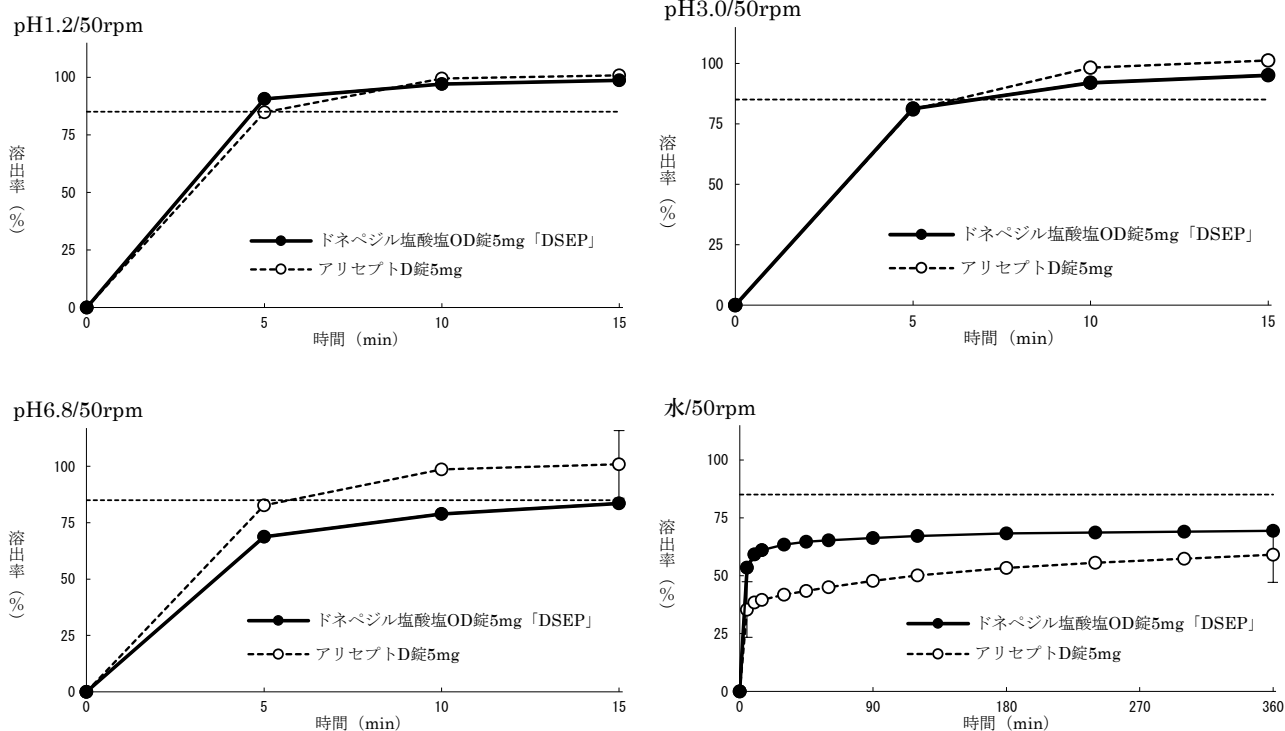 pH1.2/50rpm
100
75
50
25
0
溶出率(%)
0 5 10 15
時間(min)
ドネペジル塩酸塩OD錠5mg「DSEP」
アリセプトD錠5mg
pH3.0/50rpm
100
75
50
25
0
溶出率(%)
0 5 10 15
時間(min)
ドネペジル塩酸塩OD錠5mg「DSEP」
アリセプトD錠5mg
pH6.8/50rpm
100
75
50
25
0
溶出率(%)
0 5 10 15
時間(min)
ドネペジル塩酸塩OD錠5mg「DSEP」
アリセプトD錠5mg
水/50rpm
100
75
50
25
0
溶出率(%)
0 90 180 270 360
時間(min)
ドネペジル塩酸塩OD錠5mg「DSEP」
アリセプトD錠5mg